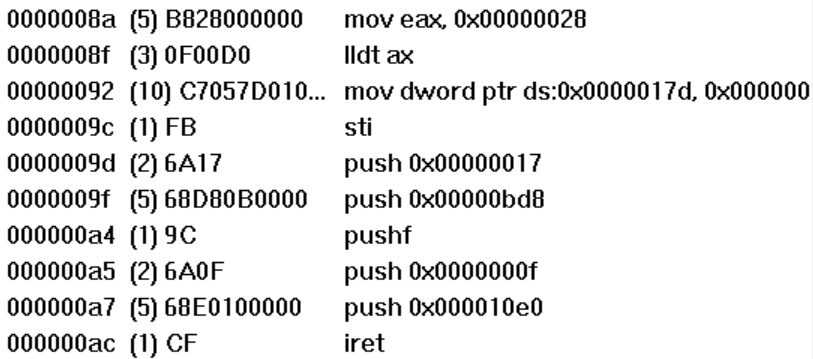 0000008a (5) B828000000 mov eax, 0x00000028
0000008f (3) 0F00D0 lldt ax
00000092 (10) C7057D010... mov dword ptr ds:0x0000017d, 0x000000
0000009c (1) FB sti
0000009d (2) 6A17 push 0x00000017
0000009f (5) 68D80B0000 push 0x00000bd8
000000a4 (1) 9C pushf
000000a5 (2) 6A0F push 0x0000000f
000000a7 (5) 68E0100000 push 0x000010e0
000000ac (1) CF iret